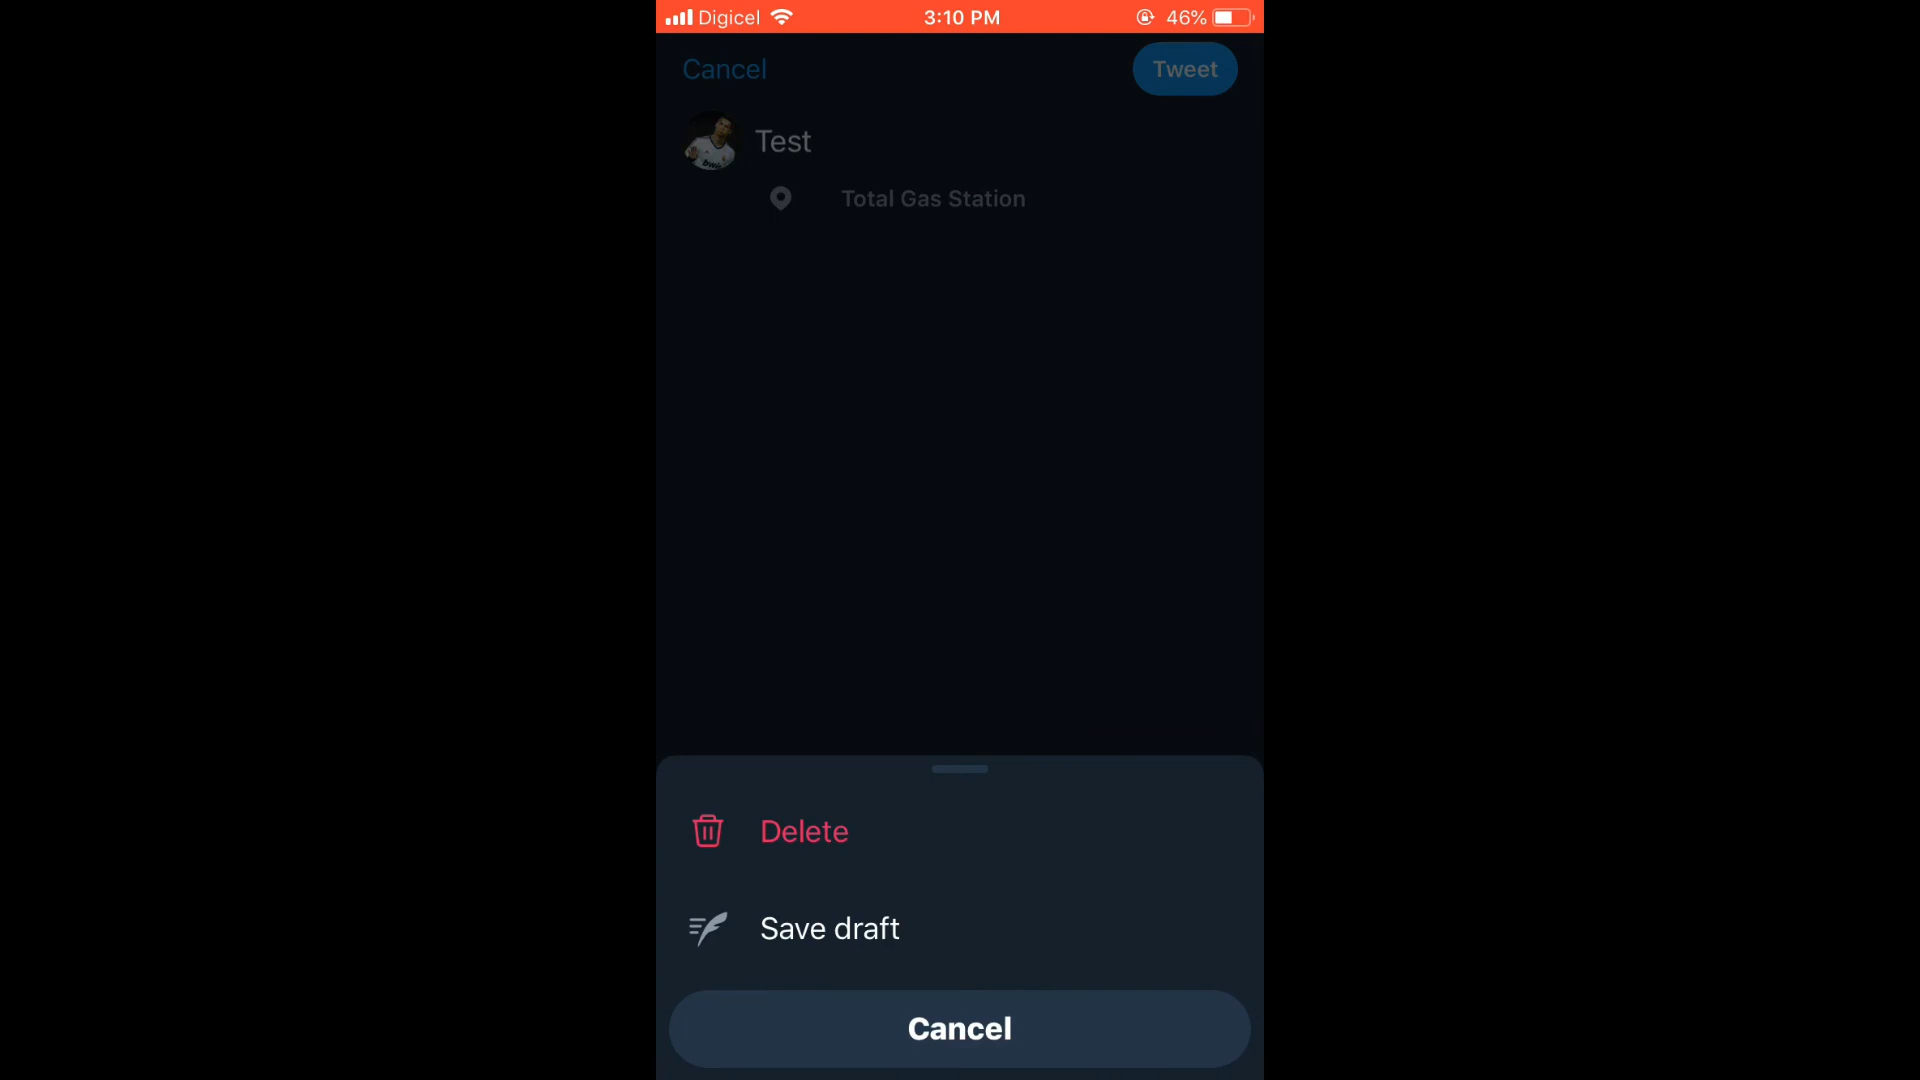 Digicel 3:10 PM 46%
Cancel Tweet
Test
Total Gas Station
Delete
Save draft
Cancel